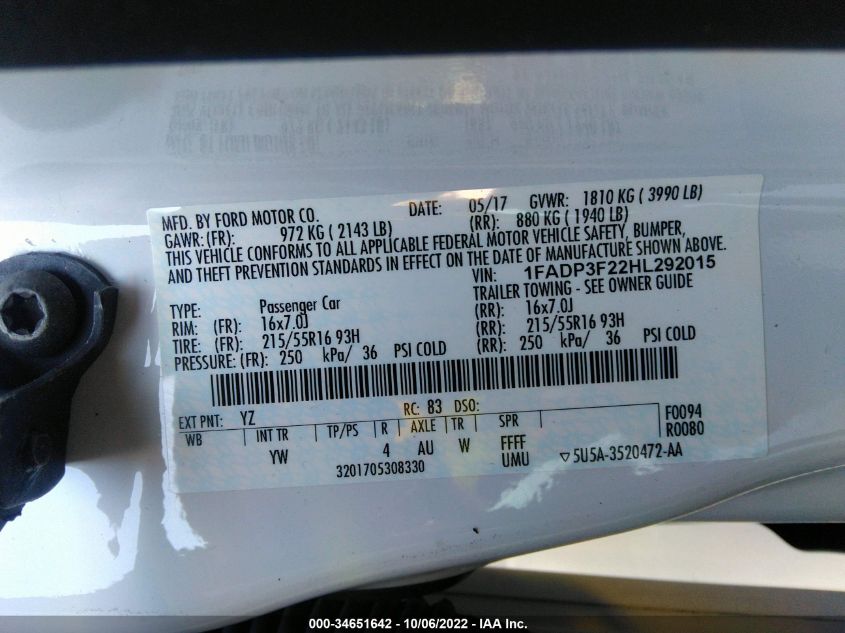 MFD. BY FORD MOTOR CO. DATE: 05/17 GVWR: 1810 KG ( 3990 LB)
GAWR: (FR): 972 KG ( 2143 LB) (RR): 880 KG ( 1940 LB)
THIS VEHICLE CONFORMS TO ALL APPLICABLE FEDERAL MOTOR VEHICLE SAFETY, BUMPER,
AND THEFT PREVENTION STANDARDS IN EFFECT ON THE DATE OF MANUFACTURE SHOWN ABOVE.
VIN: 1FADP3F22HL292015
TYPE: Passenger Car TRAILER TOWING - SEE OWNER GUIDE
RIM: (FR): 16x7.0J (RR): 16x7.0J
TIRE: (FR): 215/55R16 93H (RR): 215/55R16 93H
PRESSURE: (FR): 250 kPa/ 36 PSI COLD (RR): 250 kPa/ 36 PSI COLD
EXT PNT: YZ RC: 83 DSO: F0094
WB INT TR TP/PS R AXLE TR SPR R0080
YW 4 AU W FFFF
3201705308330 UMU ▽5U5A-3520472-AA
000-34651642 - 10/06/2022 - IAA Inc.